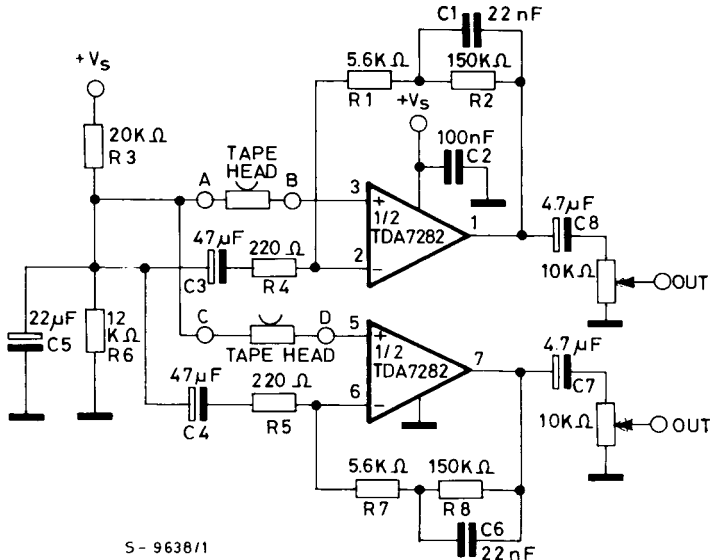 C1 22 nF
5.6KΩ 150KΩ
R1 R2
+Vs
+Vs
20KΩ
R3
100nF
C2
TAPE
HEAD
A B
3
+
1/2
TDA7282
1
2
−
4.7µF
C8
10KΩ
OUT
47µF 220Ω
C3 R4
22µF
C5
12
KΩ
R6
C D
TAPE HEAD
5
+
1/2
TDA7282
7
6
−
47µF 220Ω
C4 R5
4.7µF
C7
10KΩ
OUT
5.6KΩ 150KΩ
R7 R8
C6
22nF
S - 9638/1